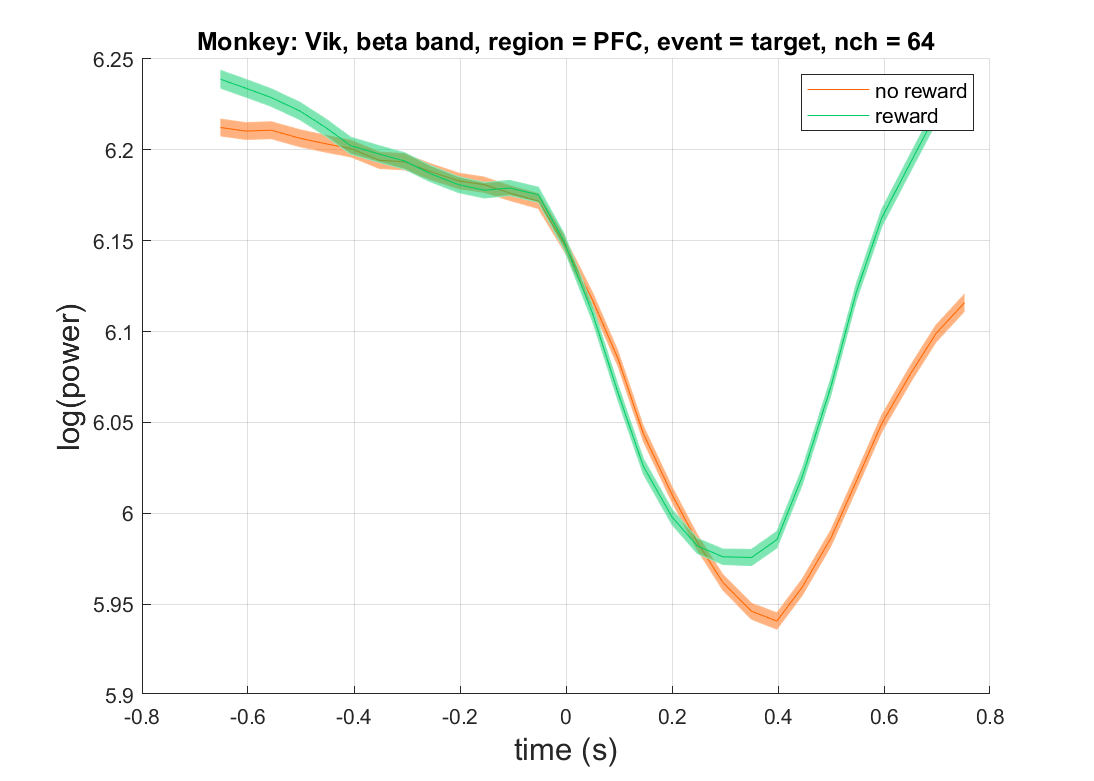 Monkey: Vik, beta band, region = PFC, event = target, nch = 64
6.25
6.2
6.15
6.1
6.05
6
5.95
5.9
log(power)
no reward
reward
-0.8 -0.6 -0.4 -0.2 0 0.2 0.4 0.6 0.8
time (s)